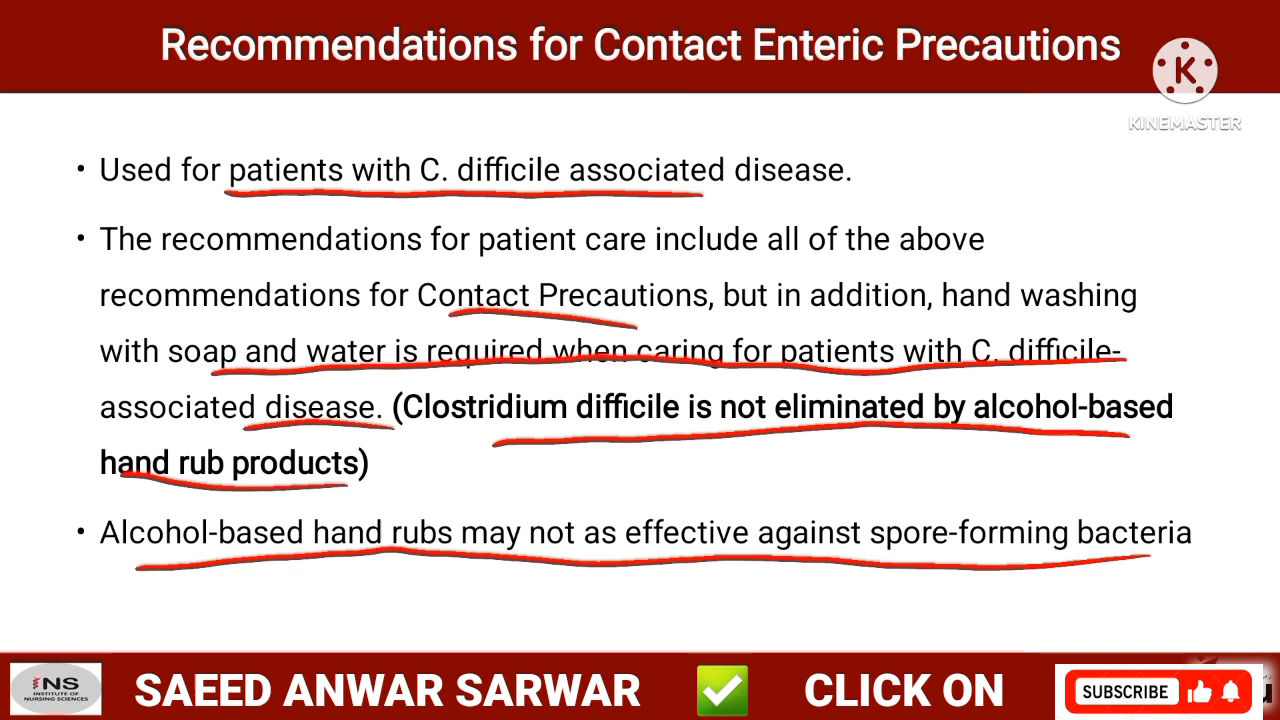 Recommendations for Contact Enteric Precautions
K
KINEMASTER
• Used for patients with C. difficile associated disease.
• The recommendations for patient care include all of the above
recommendations for Contact Precautions, but in addition, hand washing
with soap and water is required when caring for patients with C. difficile-
associated disease. (Clostridium difficile is not eliminated by alcohol-based
hand rub products)
• Alcohol-based hand rubs may not as effective against spore-forming bacteria
INS
INSTITUTE OF
NURSING SCIENCES
SAEED ANWAR SARWAR
CLICK ON
SUBSCRIBE